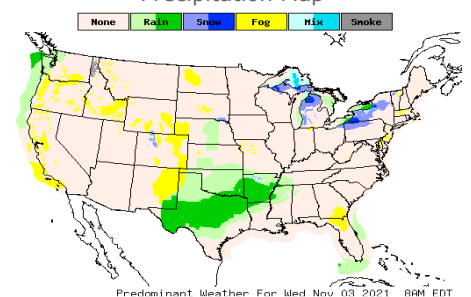 Precipitation Map
None Rain Snow Fog Mix Smoke
Predominant Weather For Wed Nov 03 2021 8AM EDT